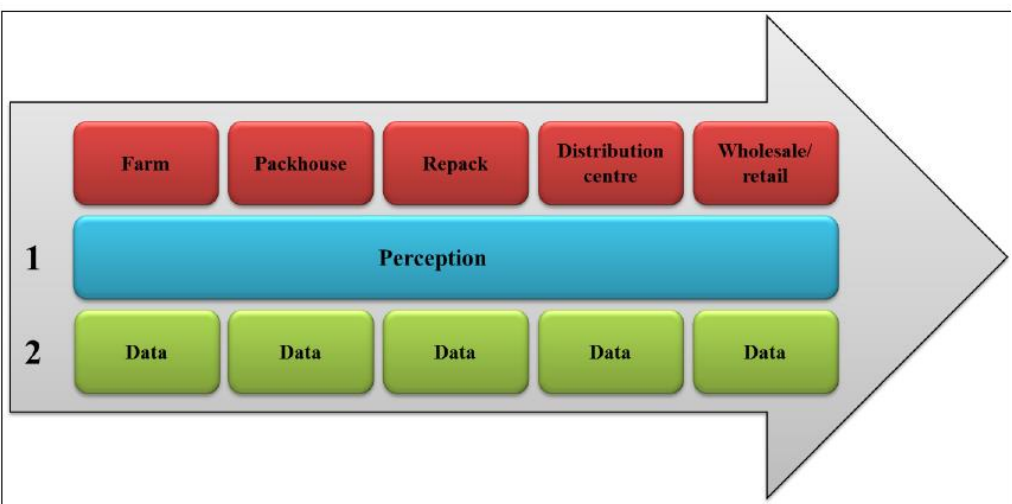 Farm
Packhouse
Repack
Distribution
centre
Wholesale/
retail
1
Perception
2
Data
Data
Data
Data
Data